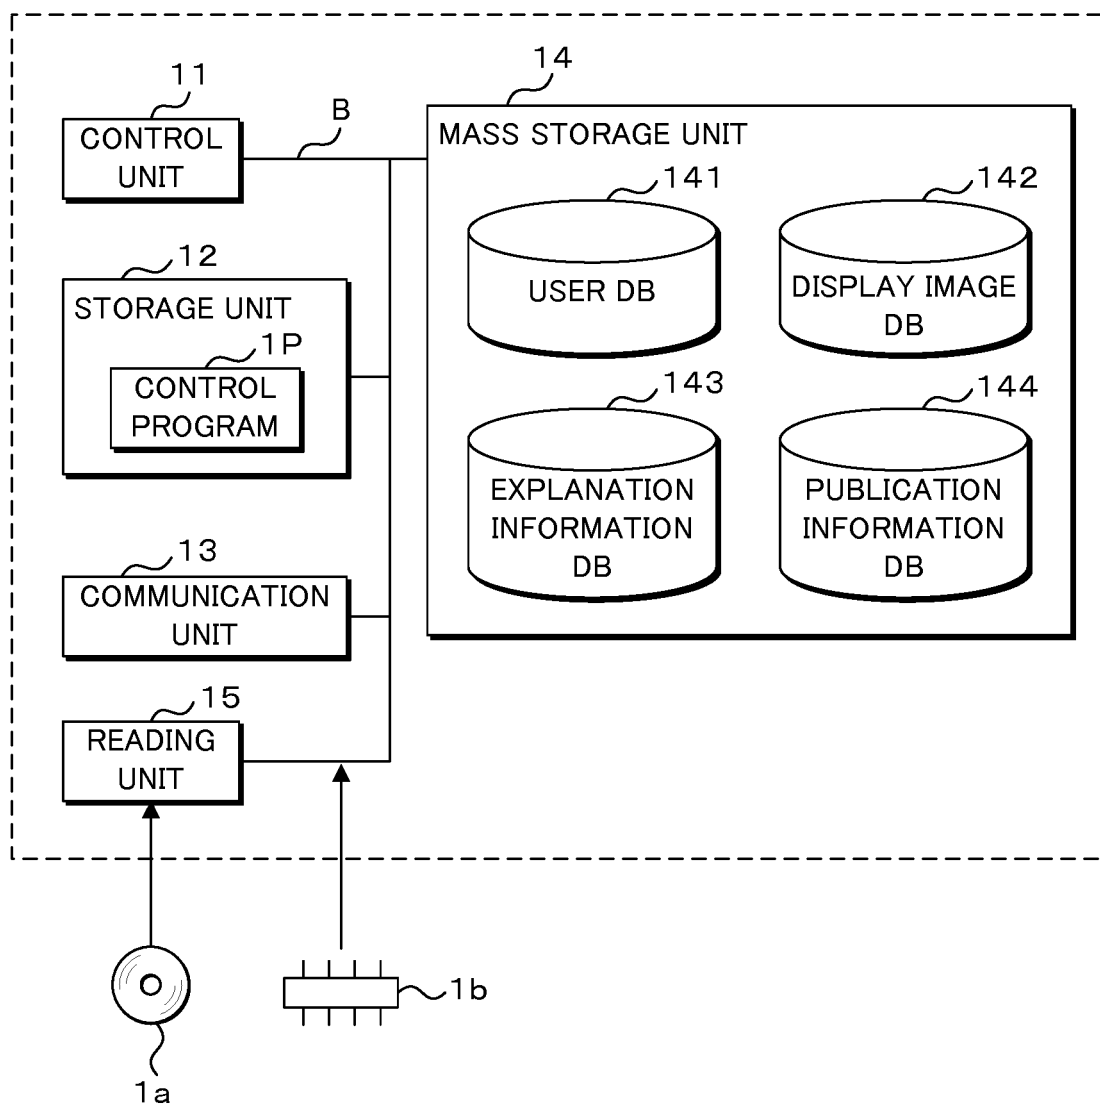 11
CONTROL
UNIT
B
14
MASS STORAGE UNIT
141
USER DB
142
DISPLAY IMAGE
DB
12
STORAGE UNIT
1P
CONTROL
PROGRAM
143
EXPLANATION
INFORMATION
DB
144
PUBLICATION
INFORMATION
DB
13
COMMUNICATION
UNIT
15
READING
UNIT
1a
1b